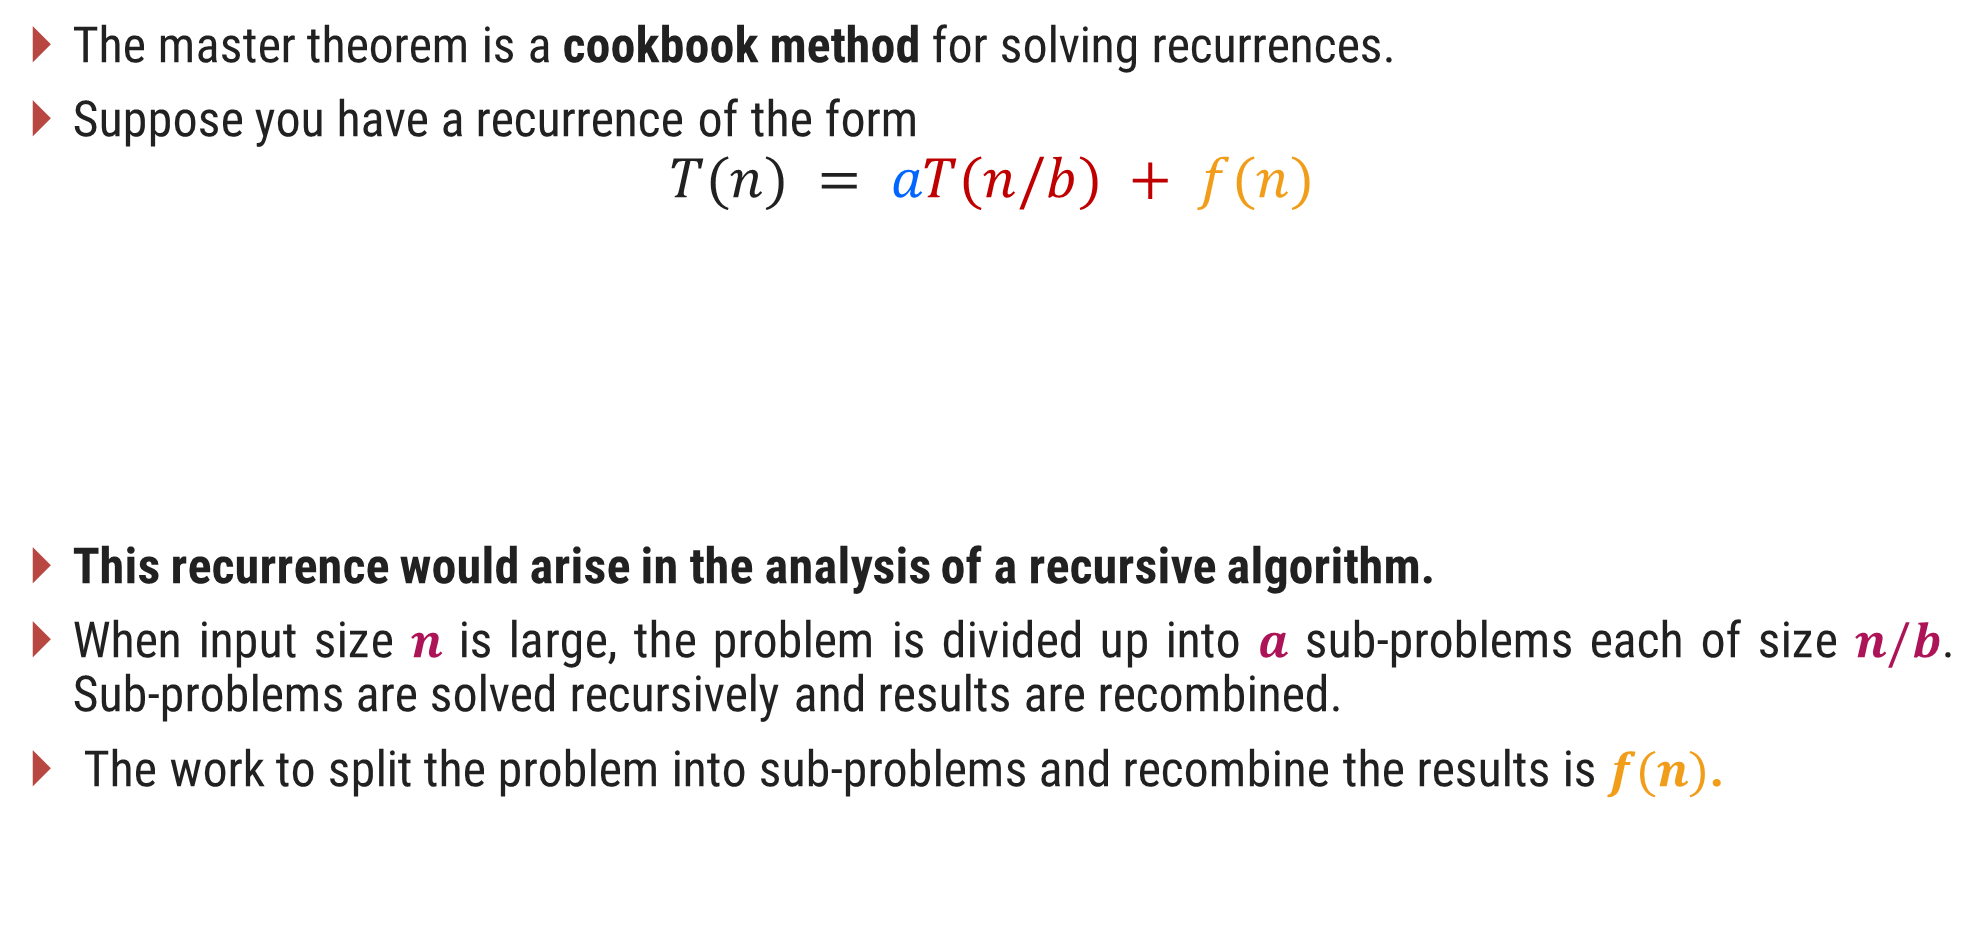 The master theorem is a cookbook method for solving recurrences.
Suppose you have a recurrence of the form
T(n) = aT(n/b) + f(n)
This recurrence would arise in the analysis of a recursive algorithm.
When input size n is large, the problem is divided up into a sub-problems each of size n/b.
Sub-problems are solved recursively and results are recombined.
The work to split the problem into sub-problems and recombine the results is f(n).